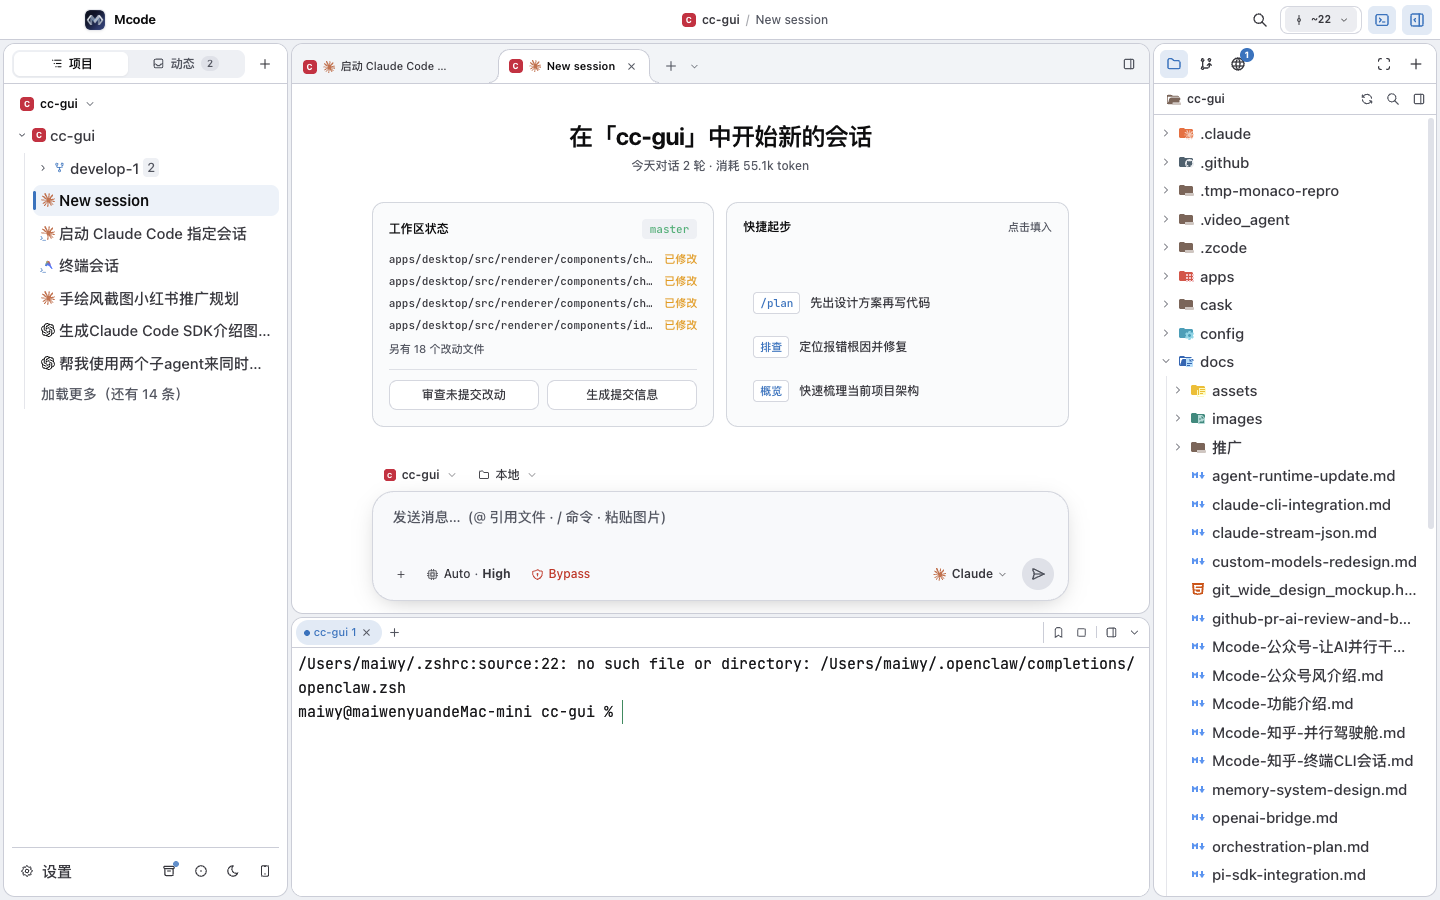 Mcode
cc-gui / New session
~22
项目
动态 2
cc-gui
cc-gui
develop-1 2
New session
启动 Claude Code 指定会话
终端会话
手绘风截图小红书推广规划
生成Claude Code SDK介绍图...
帮我使用两个子agent来同时...
加载更多（还有 14 条）
设置
启动 Claude Code ...
New session
在「cc-gui」中开始新的会话
今天对话 2 轮 · 消耗 55.1k token
工作区状态
master
apps/desktop/src/renderer/components/ch… 已修改
apps/desktop/src/renderer/components/ch… 已修改
apps/desktop/src/renderer/components/ch… 已修改
apps/desktop/src/renderer/components/id… 已修改
另有 18 个改动文件
审查未提交改动
生成提交信息
快捷起步
点击填入
/plan 先出设计方案再写代码
排查 定位报错根因并修复
概览 快速梳理当前项目架构
cc-gui
本地
发送消息... (@ 引用文件 · / 命令 · 粘贴图片)
Auto · High
Bypass
Claude
cc-gui 1
/Users/maiwy/.zshrc:source:22: no such file or directory: /Users/maiwy/.openclaw/completions/
openclaw.zsh
maiwy@maiwenyuandeMac-mini cc-gui %
1
cc-gui
.claude
.github
.tmp-monaco-repro
.video_agent
.zcode
apps
cask
config
docs
assets
images
推广
agent-runtime-update.md
claude-cli-integration.md
claude-stream-json.md
custom-models-redesign.md
git_wide_design_mockup.h...
github-pr-ai-review-and-b...
Mcode-公众号-让AI并行干...
Mcode-公众号风介绍.md
Mcode-功能介绍.md
Mcode-知乎-并行驾驶舱.md
Mcode-知乎-终端CLI会话.md
memory-system-design.md
openai-bridge.md
orchestration-plan.md
pi-sdk-integration.md